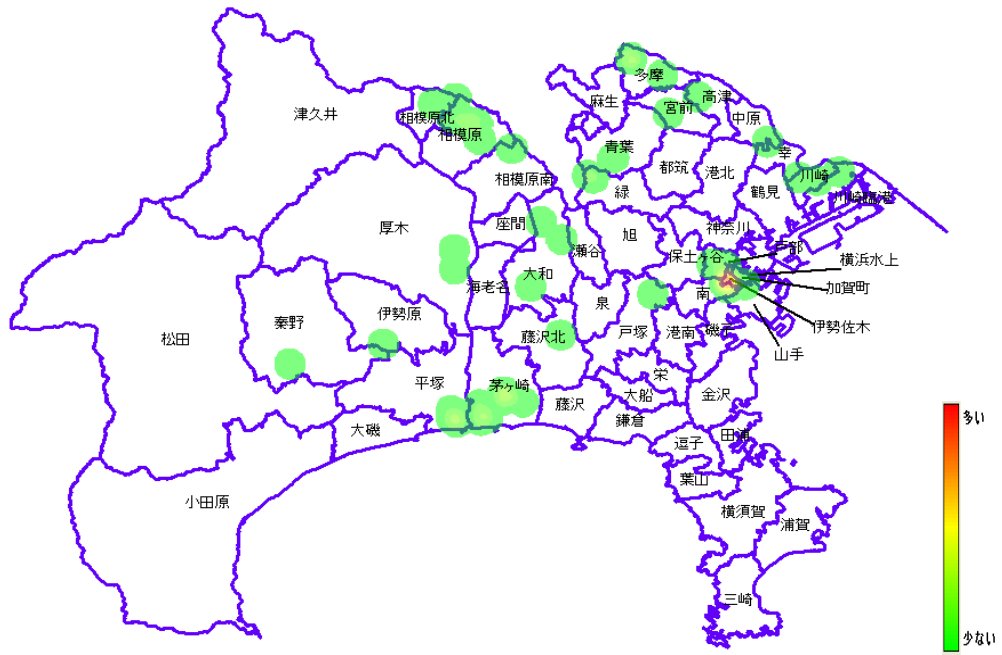 多摩
麻生
高津
宮前
中原
津久井
相模原北
相模原
幸
青葉
都筑
港北
川崎
相模原南
緑
鶴見
川崎臨港
厚木
座間
旭
神奈川
瀬谷
保土ヶ谷
戸部
横浜水上
大和
海老名
泉
南
加賀町
伊勢原
秦野
戸塚
港南
磯子
伊勢佐木
松田
藤沢北
山手
平塚
茅ヶ崎
栄
大船
金沢
藤沢
鎌倉
多い
大磯
逗子
田浦
葉山
小田原
横須賀
浦賀
三崎
少ない